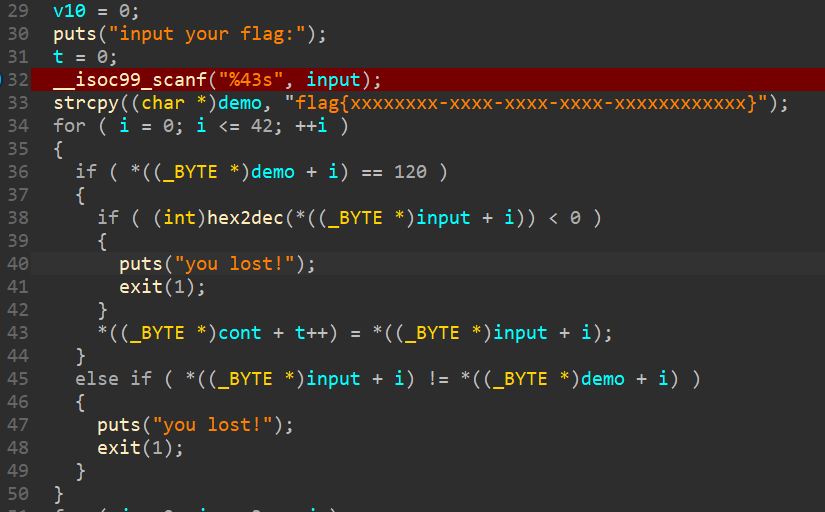 29 v10 = 0;
30 puts("input your flag:");
31 t = 0;
32 __isoc99_scanf("%43s", input);
33 strcpy((char *)demo, "flag{xxxxxxxx-xxxx-xxxx-xxxx-xxxxxxxxxxxx}");
34 for ( i = 0; i <= 42; ++i )
35 {
36 if ( *((_BYTE *)demo + i) == 120 )
37 {
38 if ( (int)hex2dec(*((_BYTE *)input + i)) < 0 )
39 {
40 puts("you lost!");
41 exit(1);
42 }
43 *((_BYTE *)cont + t++) = *((_BYTE *)input + i);
44 }
45 else if ( *((_BYTE *)input + i) != *((_BYTE *)demo + i) )
46 {
47 puts("you lost!");
48 exit(1);
49 }
50 }